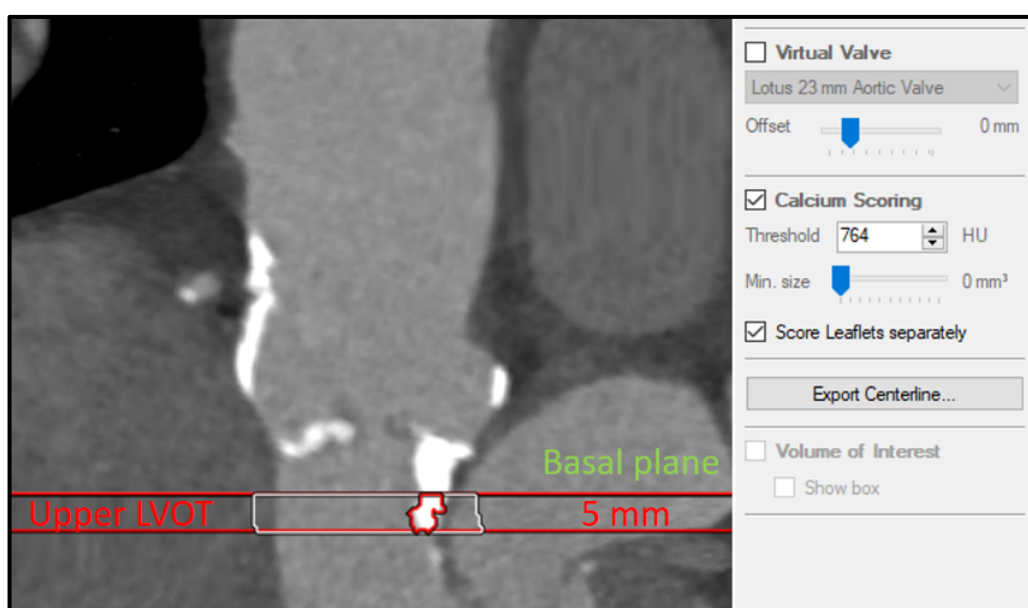 Virtual Valve
Lotus 23 mm Aortic Valve
Offset 0 mm
Calcium Scoring
Threshold 764 HU
Min. size 0 mm³
Score Leaflets separately
Export Centerline...
Volume of Interest
Show box
Basal plane
Upper LVOT 5 mm